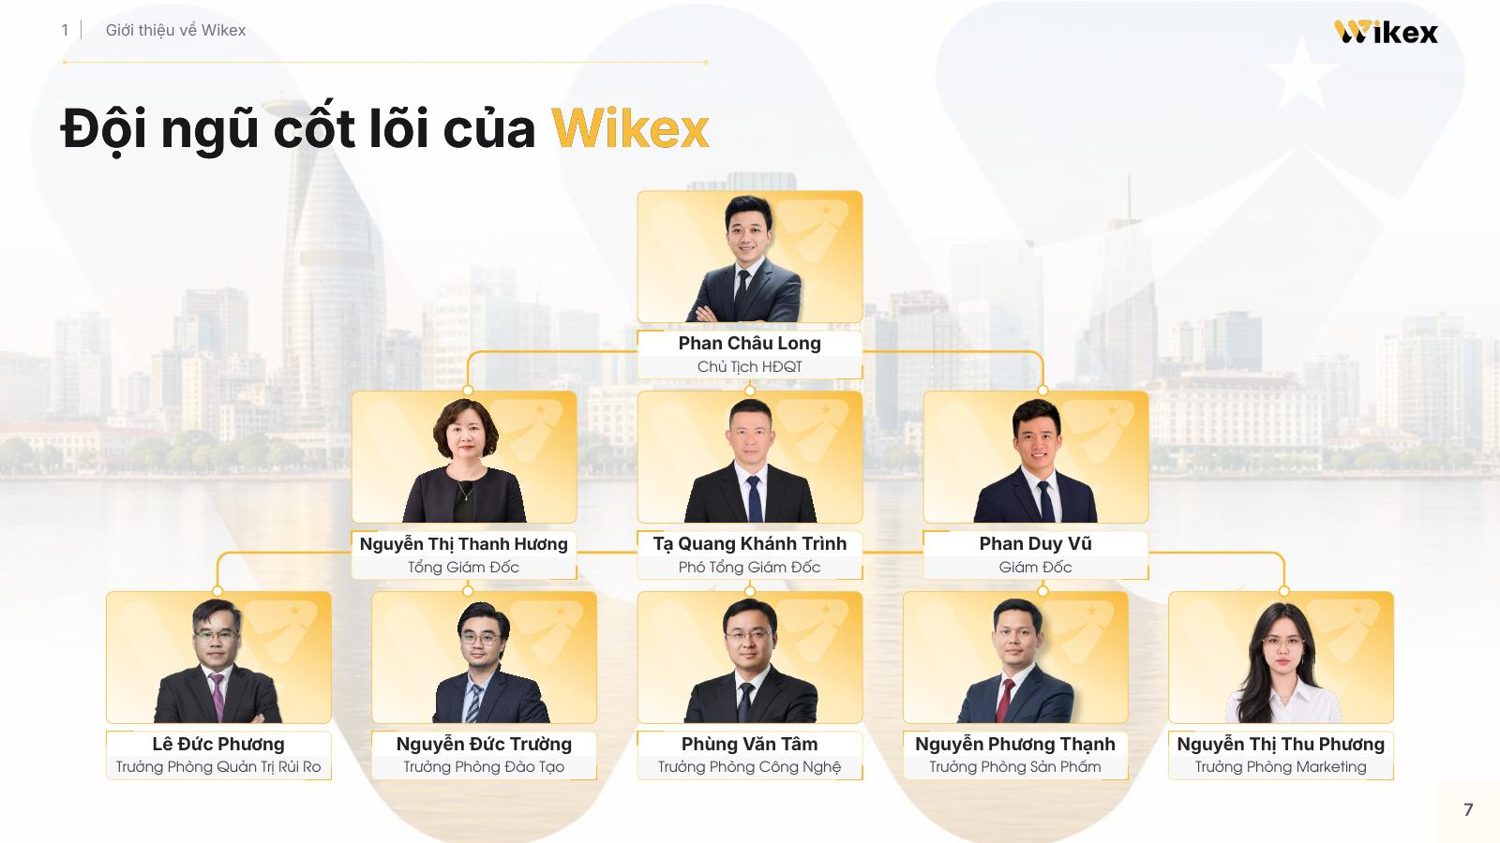 1 Giới thiệu về Wikex
Wikex
Đội ngũ cốt lõi của Wikex
Phan Châu Long
Chủ Tịch HĐQT
Nguyễn Thị Thanh Hương
Tổng Giám Đốc
Tạ Quang Khánh Trình
Phó Tổng Giám Đốc
Phan Duy Vũ
Giám Đốc
Lê Đức Phương
Trưởng Phòng Quản Trị Rủi Ro
Nguyễn Đức Trường
Trưởng Phòng Đào Tạo
Phùng Văn Tâm
Trưởng Phòng Công Nghệ
Nguyễn Phương Thạnh
Trưởng Phòng Sản Phẩm
Nguyễn Thị Thu Phương
Trưởng Phòng Marketing
7